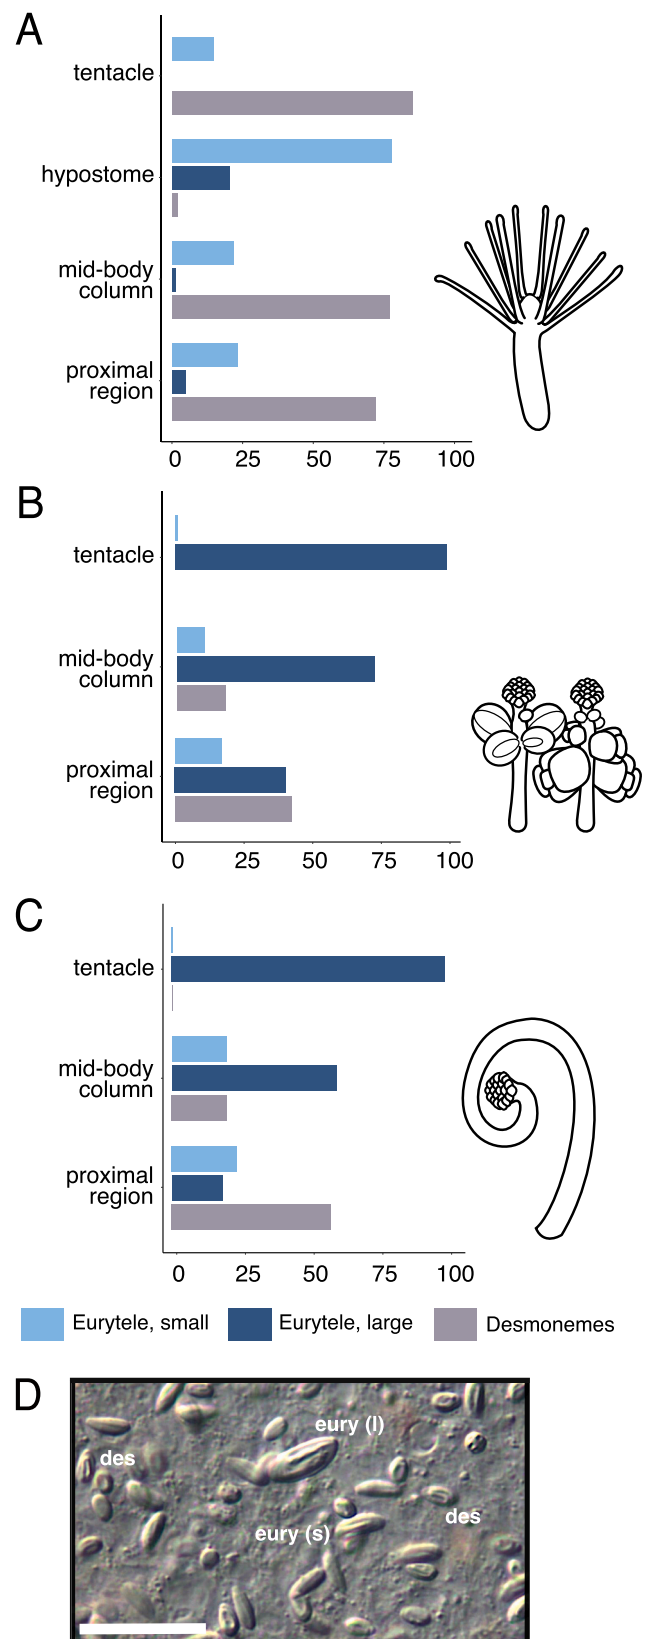 A
tentacle
hypostome
mid-body
column
proximal
region
0 25 50 75 100
B
tentacle
mid-body
column
proximal
region
0 25 50 75 100
C
tentacle
mid-body
column
proximal
region
0 25 50 75 100
Eurytele, small Eurytele, large Desmonemes
D
eury (l)
des
des
eury (s)